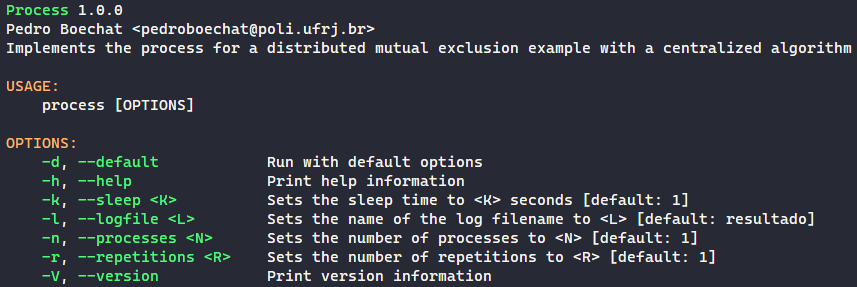 Process 1.0.0
Pedro Boechat <pedroboechat@poli.ufrj.br>
Implements the process for a distributed mutual exclusion example with a centralized algorithm
USAGE:
process [OPTIONS]
OPTIONS:
-d, --default Run with default options
-h, --help Print help information
-k, --sleep <K> Sets the sleep time to <K> seconds [default: 1]
-l, --logfile <L> Sets the name of the log filename to <L> [default: resultado]
-n, --processes <N> Sets the number of processes to <N> [default: 1]
-r, --repetitions <R> Sets the number of repetitions to <R> [default: 1]
-V, --version Print version information